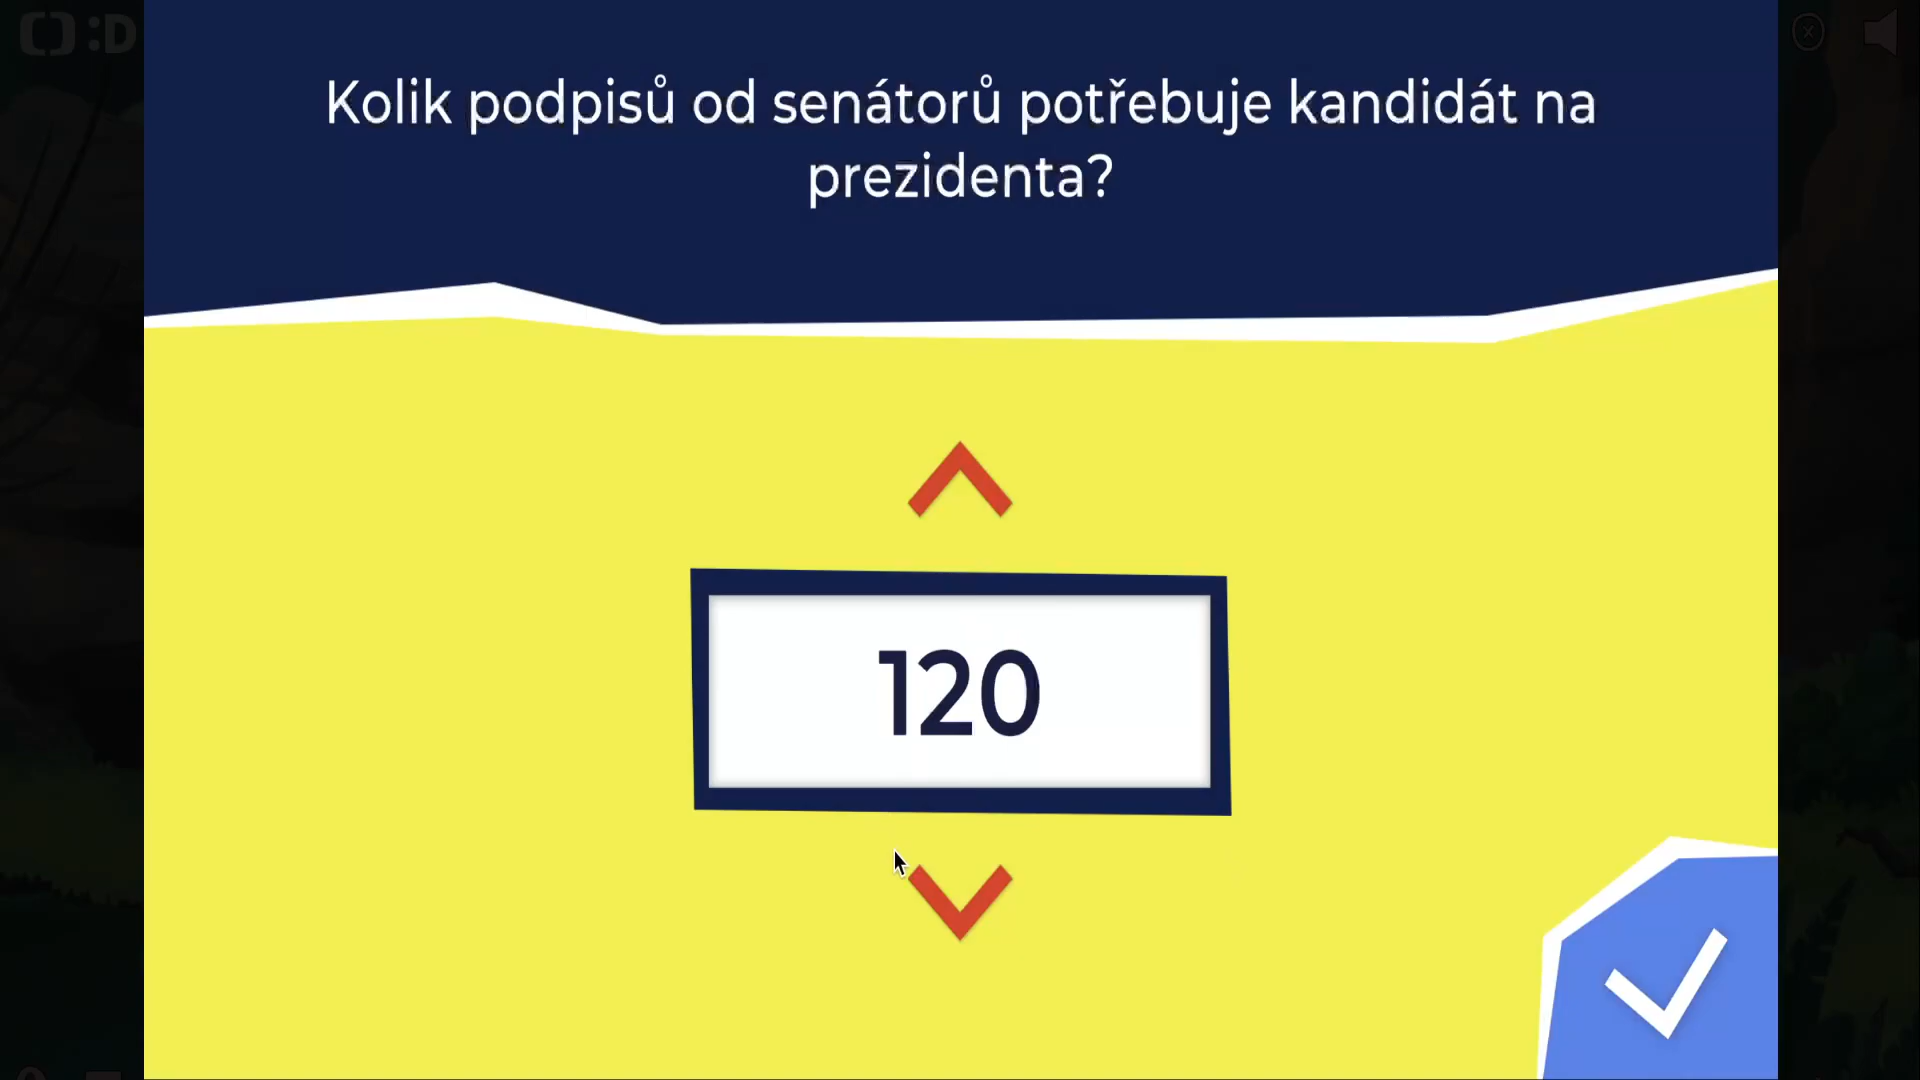 :D
Kolik podpisů od senátorů potřebuje kandidát na
prezidenta?
120